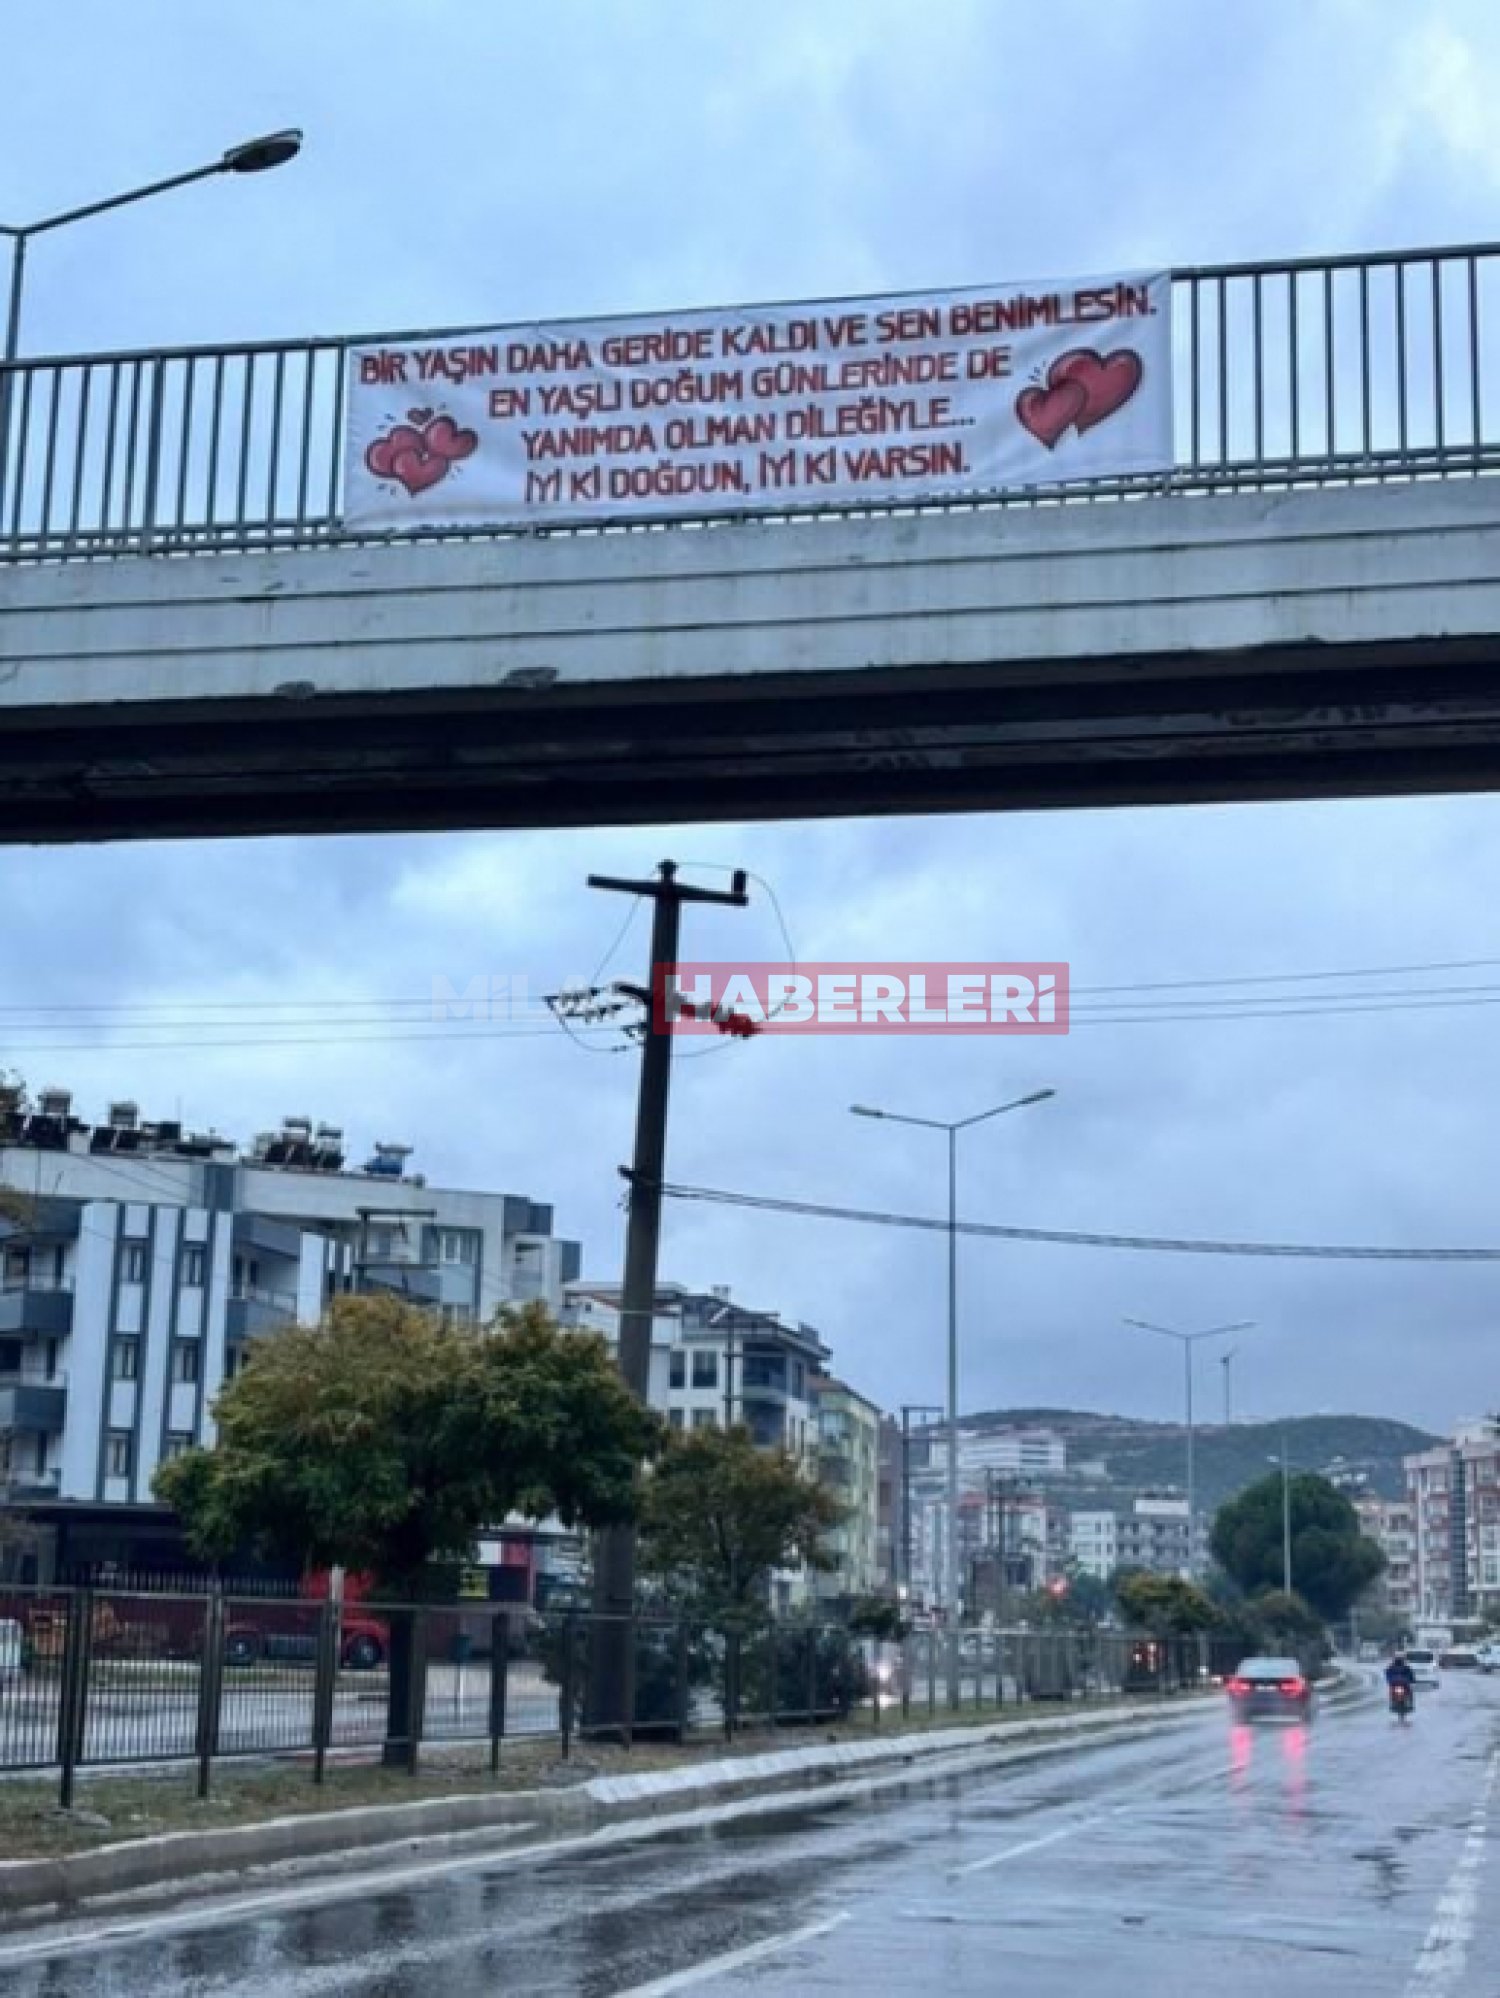 BİR YAŞIN DAHA GERİDE KALDI VE SEN BENİMLESİN.
EN YAŞLI DOĞUM GÜNLERİNDE DE
YANIMDA OLMAN DİLEĞİYLE...
İYİ Kİ DOĞDUN, İYİ Kİ VARSIN.
HABERLERİ